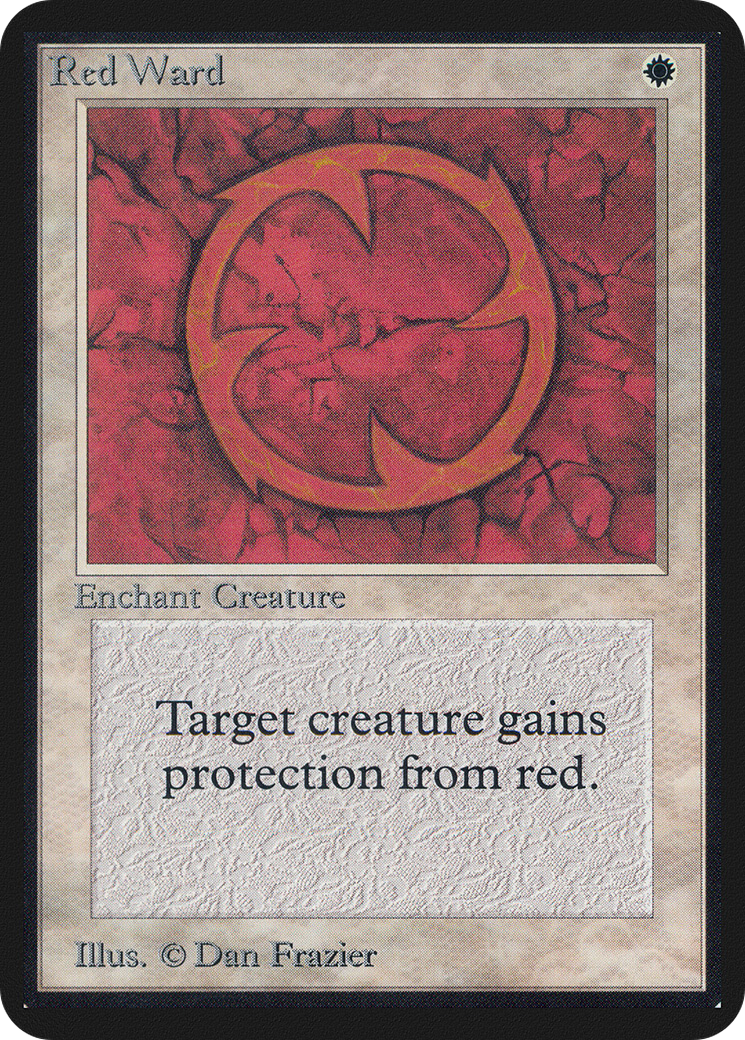 Red Ward
Enchant Creature
Target creature gains
protection from red.
Illus. © Dan Frazier